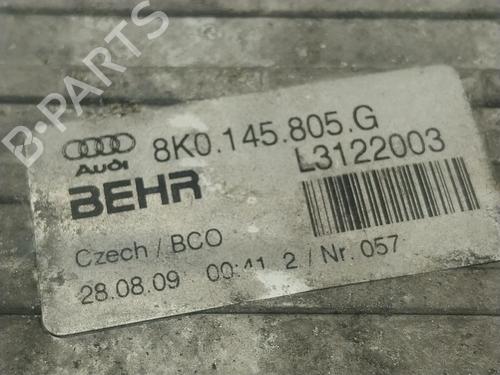 B-PARTS
8K0.145.805.G
AUDI
L3122003
BEHR
Czech / BCO
28.08.09 00:41 2 / Nr. 057